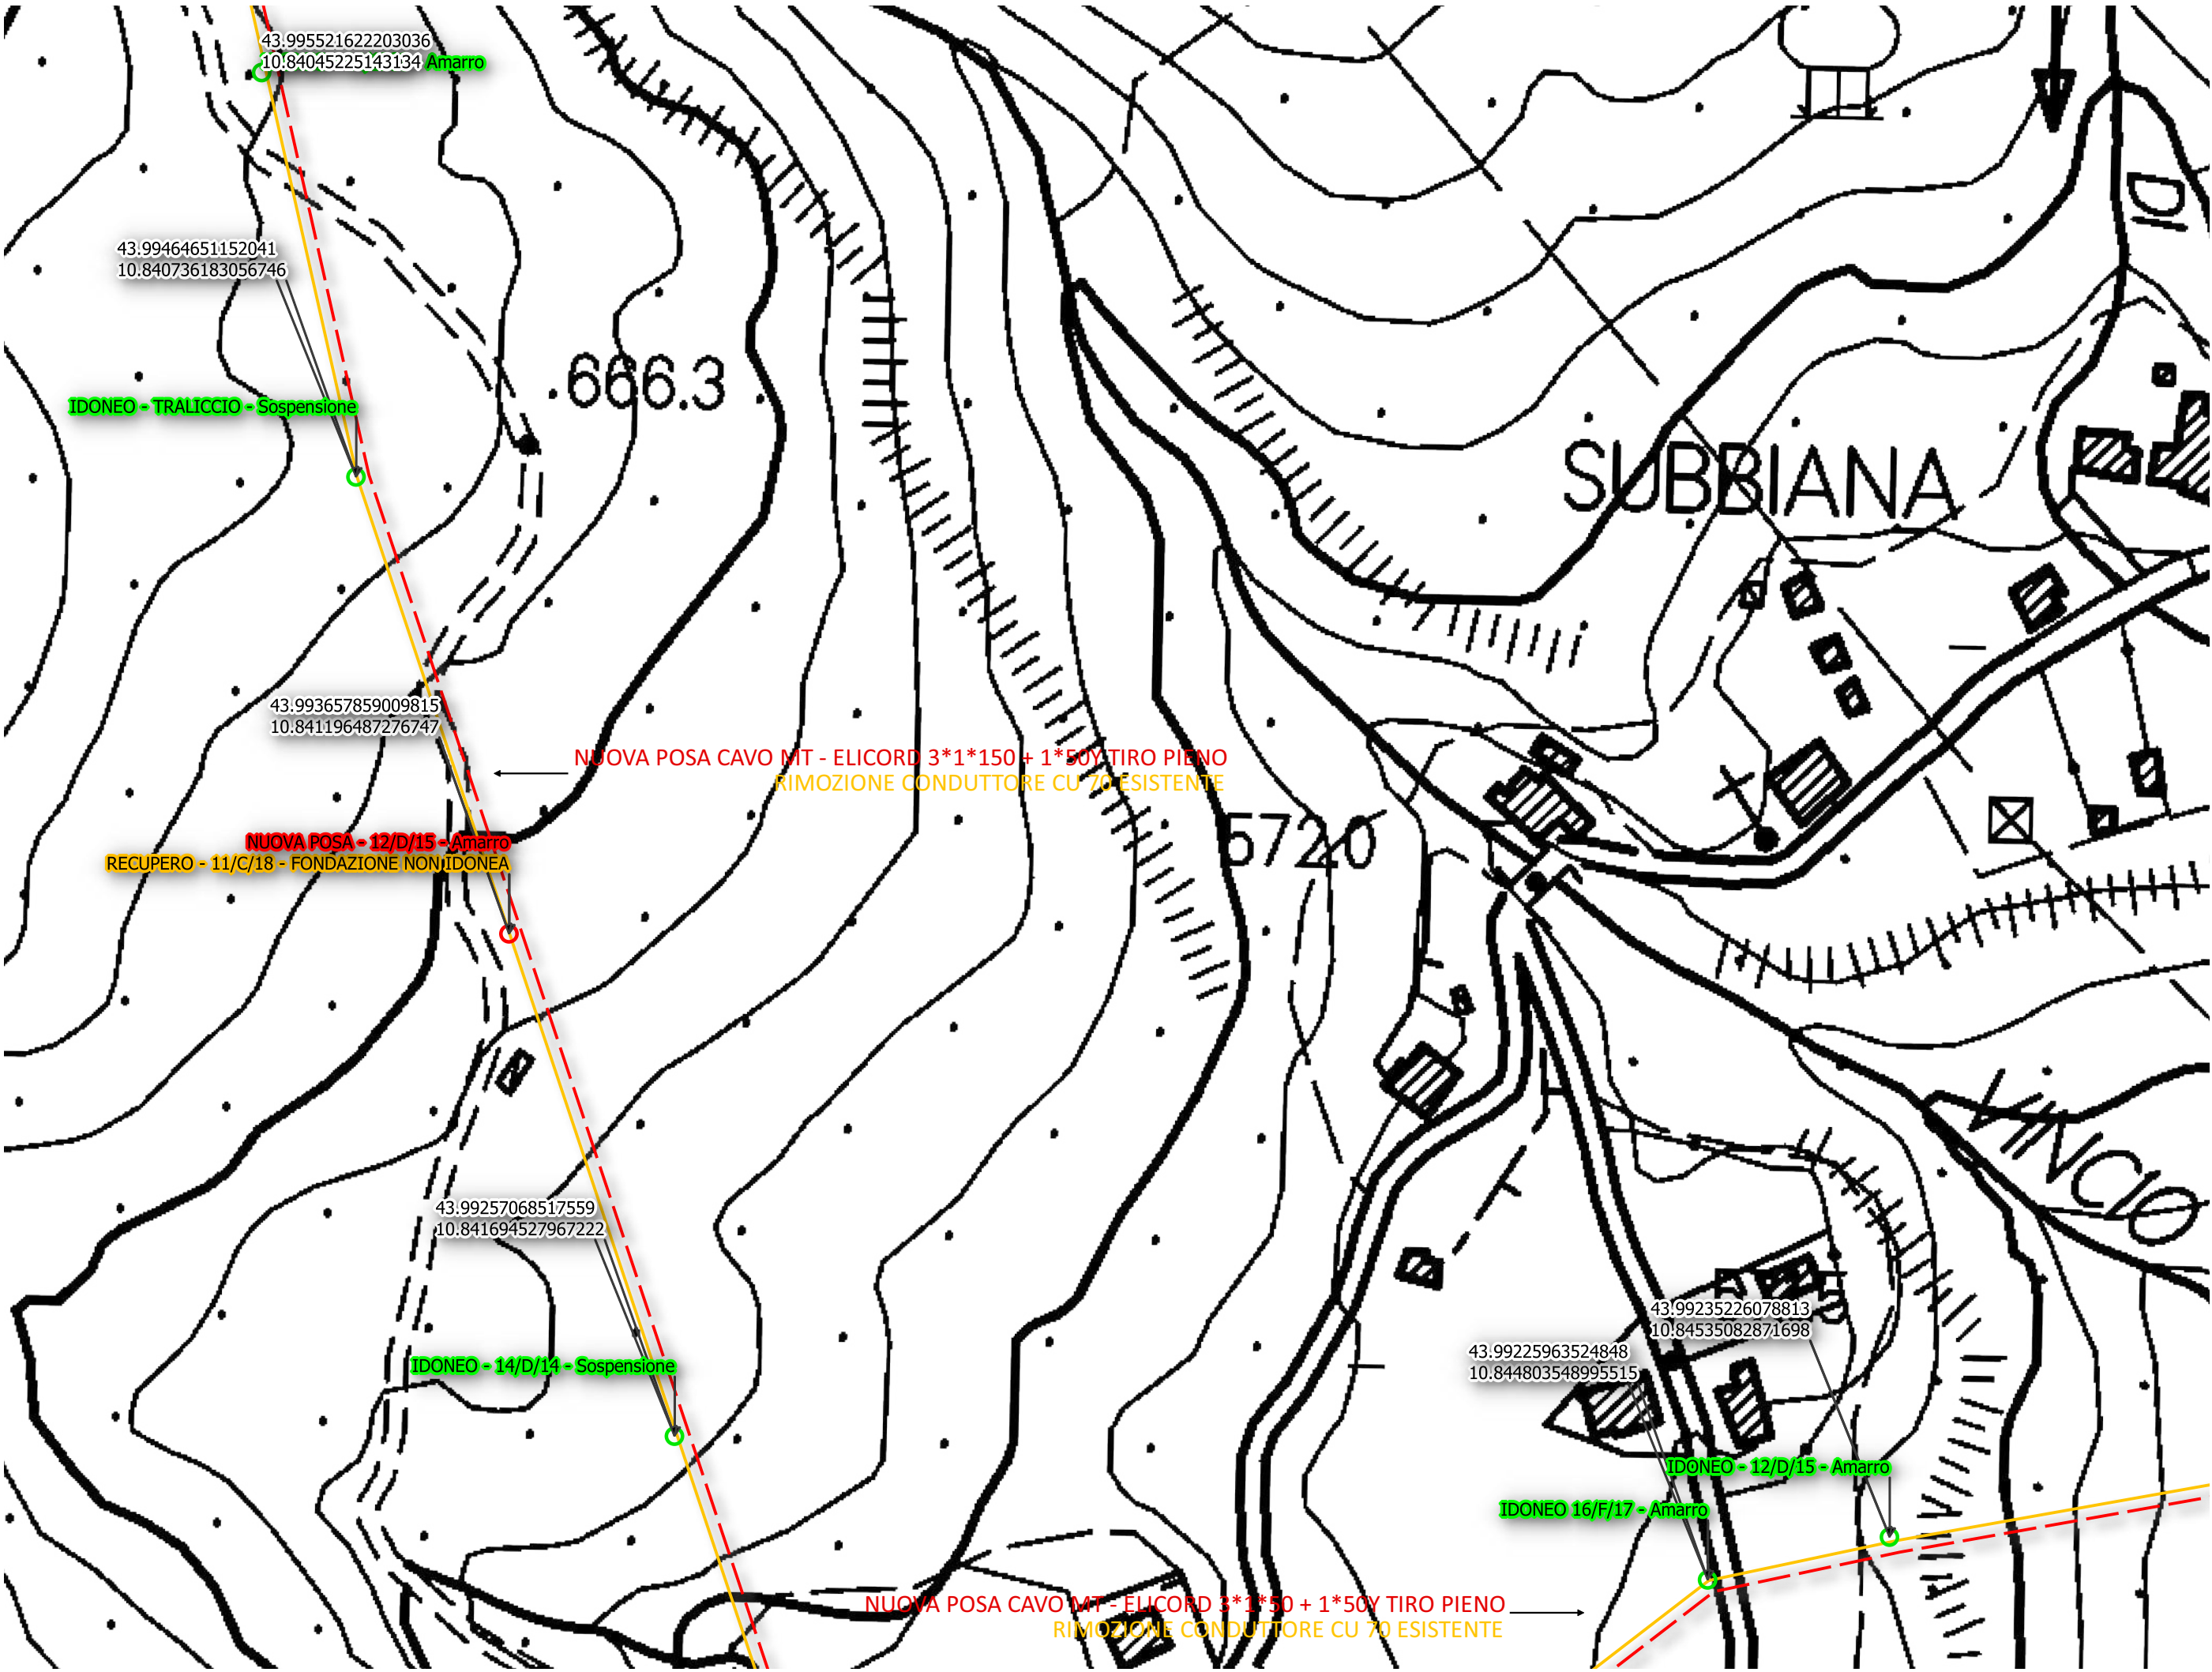 43.995521622203036
10.84045225143134 Amarro
ID
43.99464651152041
10.840736183056746
IDONEO - TRALICCIO - Sospensione
666.3
SUBBIANA
43.993657859009815
10.841196487276747
NUOVA POSA CAVO MT - ELICORD 3*1*150 + 1*50Y TIRO PIENO
RIMOZIONE CONDUTTORE CU 70 ESISTENTE
NUOVA POSA - 12/D/15 - Amarro
RECUPERO - 11/C/18 - FONDAZIONE NON IDONEA
572.0
VINCIO
43.99257068517559
10.841694527967222
IDONEO - 14/D/14 - Sospensione
43.99235226078813
10.84535082871698
43.99225963524848
10.844803548995515
IDONEO - 12/D/15 - Amarro
IDONEO 16/F/17 - Amarro
NUOVA POSA CAVO MT - ELICORD 3*1*50 + 1*50Y TIRO PIENO
RIMOZIONE CONDUTTORE CU 70 ESISTENTE